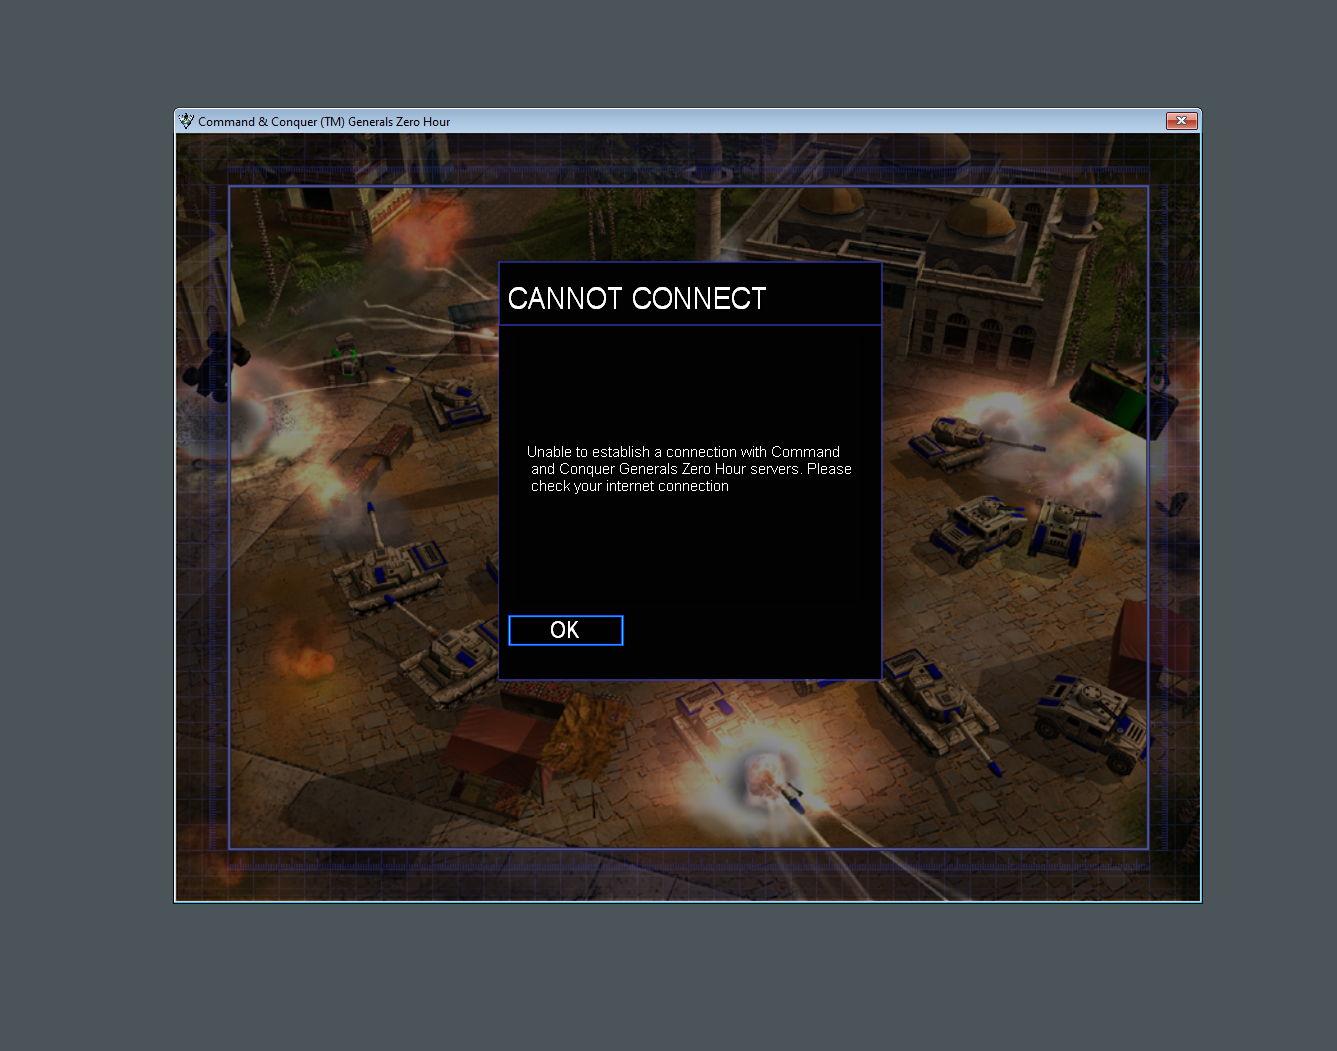 Command & Conquer (TM) Generals Zero Hour
CANNOT CONNECT
Unable to establish a connection with Command
and Conquer Generals Zero Hour servers. Please
check your internet connection
OK